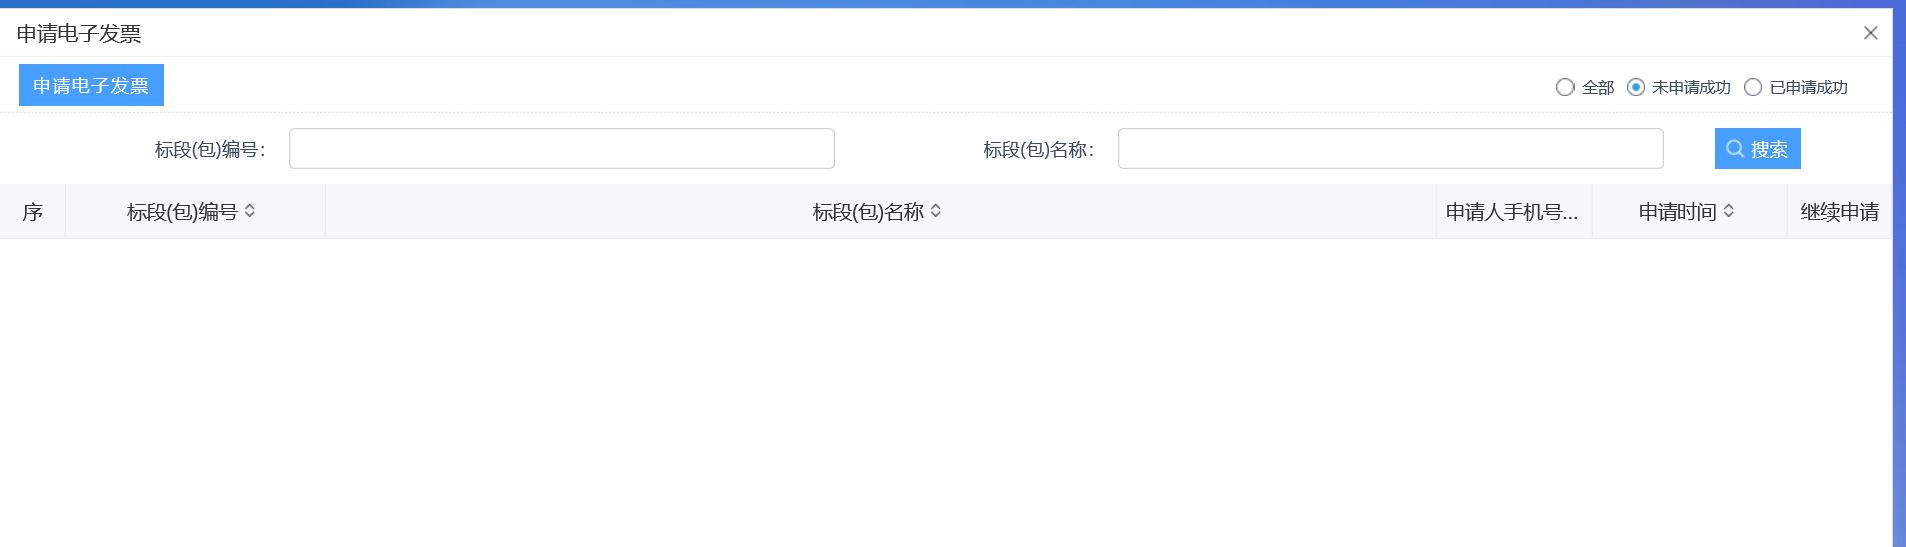 申请电子发票
申请电子发票
全部 未申请成功 已申请成功
标段(包)编号： 标段(包)名称： 搜索
序 标段(包)编号 标段(包)名称 申请人手机号... 申请时间 继续申请